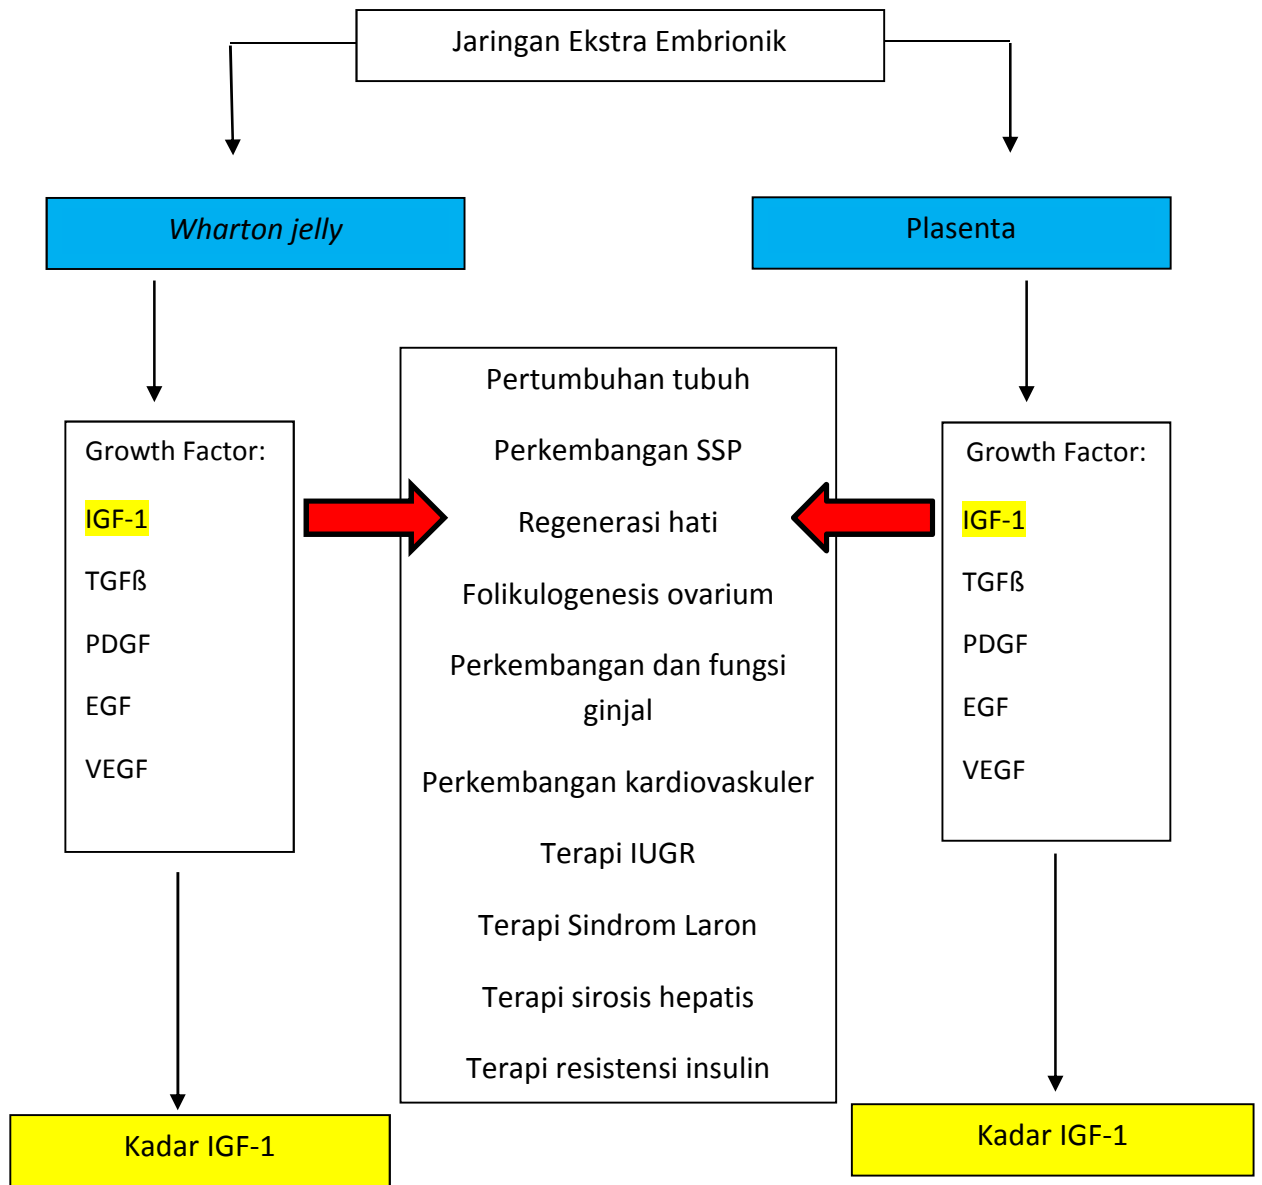 Jaringan Ekstra Embrionik
Wharton jelly
Plasenta
Growth Factor:
IGF-1
TGFß
PDGF
EGF
VEGF
Pertumbuhan tubuh
Perkembangan SSP
Regenerasi hati
Folikulogenesis ovarium
Perkembangan dan fungsi
ginjal
Perkembangan kardiovaskuler
Terapi IUGR
Terapi Sindrom Laron
Terapi sirosis hepatis
Terapi resistensi insulin
Growth Factor:
IGF-1
TGFß
PDGF
EGF
VEGF
Kadar IGF-1
Kadar IGF-1